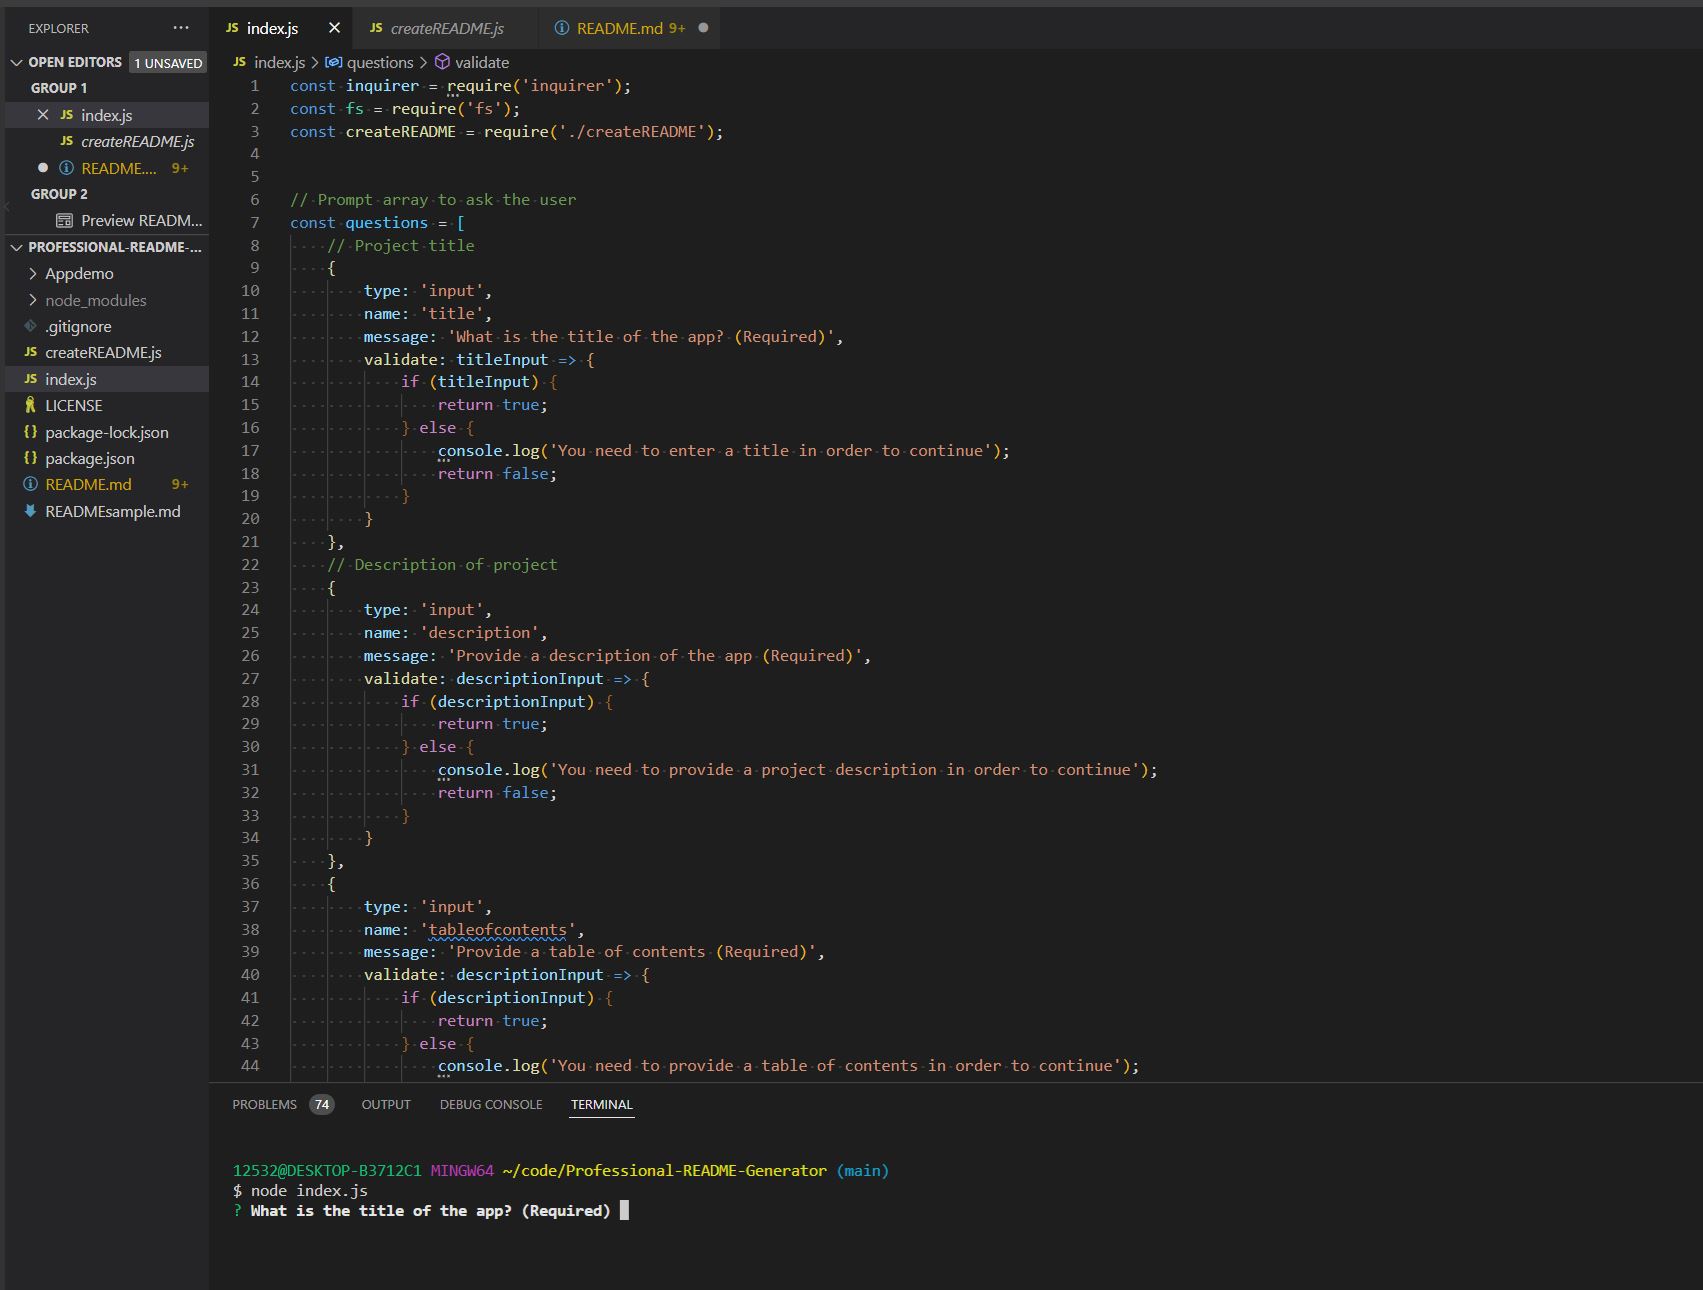 EXPLORER
OPEN EDITORS 1 UNSAVED
GROUP 1
JS index.js
JS createREADME.js
README.... 9+
GROUP 2
Preview READM...
PROFESSIONAL-README-...
Appdemo
node_modules
.gitignore
JS createREADME.js
JS index.js
LICENSE
{} package-lock.json
{} package.json
README.md 9+
READMEsample.md
JS index.js
JS createREADME.js
README.md 9+
JS index.js > questions > validate
1 const inquirer = require('inquirer');
2 const fs = require('fs');
3 const createREADME = require('./createREADME');
4
5
6 // Prompt array to ask the user
7 const questions = [
8 // Project title
9 {
10 type: 'input',
11 name: 'title',
12 message: 'What is the title of the app? (Required)',
13 validate: titleInput => {
14 if (titleInput) {
15 return true;
16 } else {
17 console.log('You need to enter a title in order to continue');
18 return false;
19 }
20 }
21 },
22 // Description of project
23 {
24 type: 'input',
25 name: 'description',
26 message: 'Provide a description of the app (Required)',
27 validate: descriptionInput => {
28 if (descriptionInput) {
29 return true;
30 } else {
31 console.log('You need to provide a project description in order to continue');
32 return false;
33 }
34 }
35 },
36 {
37 type: 'input',
38 name: 'tableofcontents',
39 message: 'Provide a table of contents (Required)',
40 validate: descriptionInput => {
41 if (descriptionInput) {
42 return true;
43 } else {
44 console.log('You need to provide a table of contents in order to continue');
PROBLEMS 74 OUTPUT DEBUG CONSOLE TERMINAL
12532@DESKTOP-B3712C1 MINGW64 ~/code/Professional-README-Generator (main)
$ node index.js
? What is the title of the app? (Required)